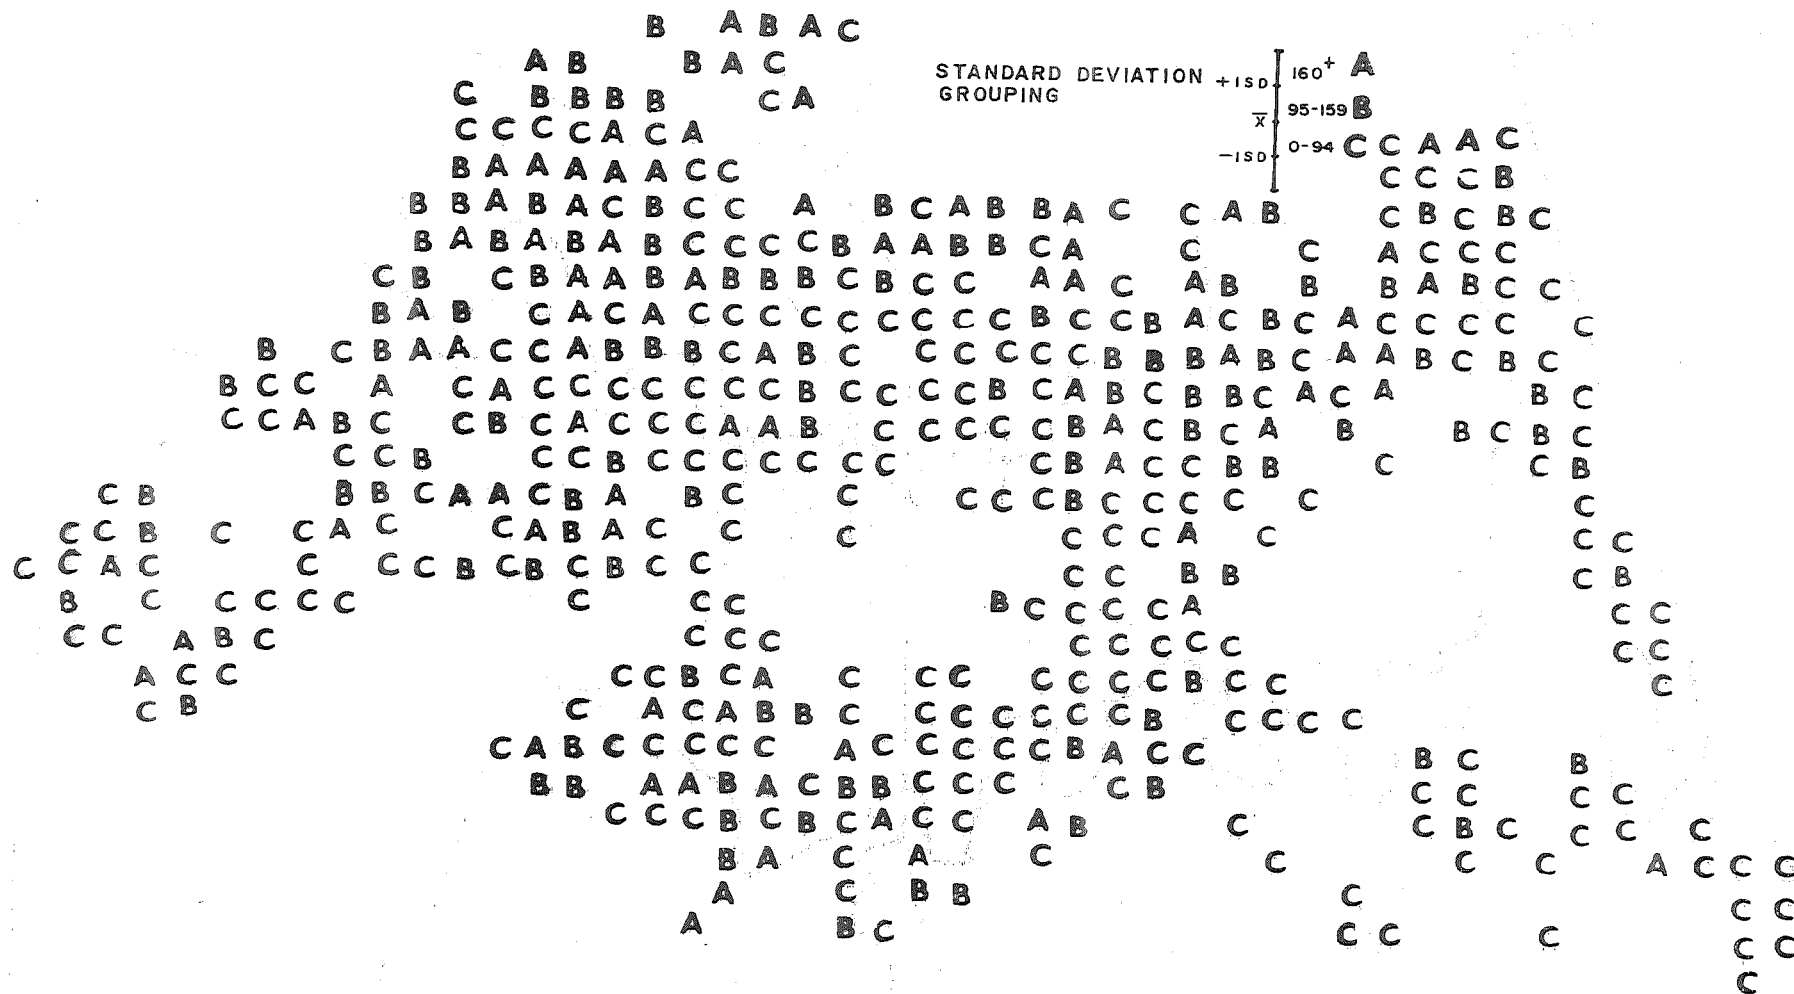 B A B A C
A B B A C
STANDARD DEVIATION +1SD 160+ A
GROUPING
C B B B B C A
X̄ 95-159 B
C C C C A C A
-1SD 0-94 C C A A C
B A A A A A C C
C C C B
B B A B A C B C C A B C A B B A C C A B C B C B C
B A B A B A B C C C C B A A B B C A C C A C C C
C B C B A A B A B B B C B C C A A C A B B B A B C C
B A B C A C A C C C C C C C C C B C C B A C B C A C C C C C
B C B A A C C A B B B C A B C C C C C C B B B A B C A A B C B C
B C C A C A C C C C C C C B C C C C B C A B C B B C A C A B C
C C A B C C B C A C C C A A B C C C C C B A C B C A B B C B C
C C B C C B C C C C C C C C B A C C B B C C B
C B B B C A A C B A B C C C C C B C C C C C C
C C B C C A C C A B A C C C C C C A C C C
C C A C C C C B C B C B C C C C B B C B
B C C C C C C C C B C C C C A C C
C C A B C C C C C C C C C C C
A C C C C B C A C C C C C C C B C C C
C B C A C A B B C C C C C C C B C C C C
C A B C C C C C A C C C C C B A C C B C B
B B A A B A C B B C C C C B C C C C
C C C B C B C A C C A B C C B C C C C
B A C A C C C C A C C C
A C B B C C C
A B C C C C C C
C